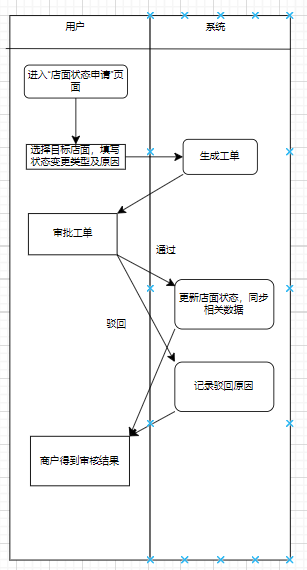 用户
系统
进入“店面状态申请”页
面
选择目标店面，填写
状态变更类型及原因
生成工单
审批工单
通过
更新店面状态，同步
相关数据
驳回
记录驳回原因
商户得到审核结果